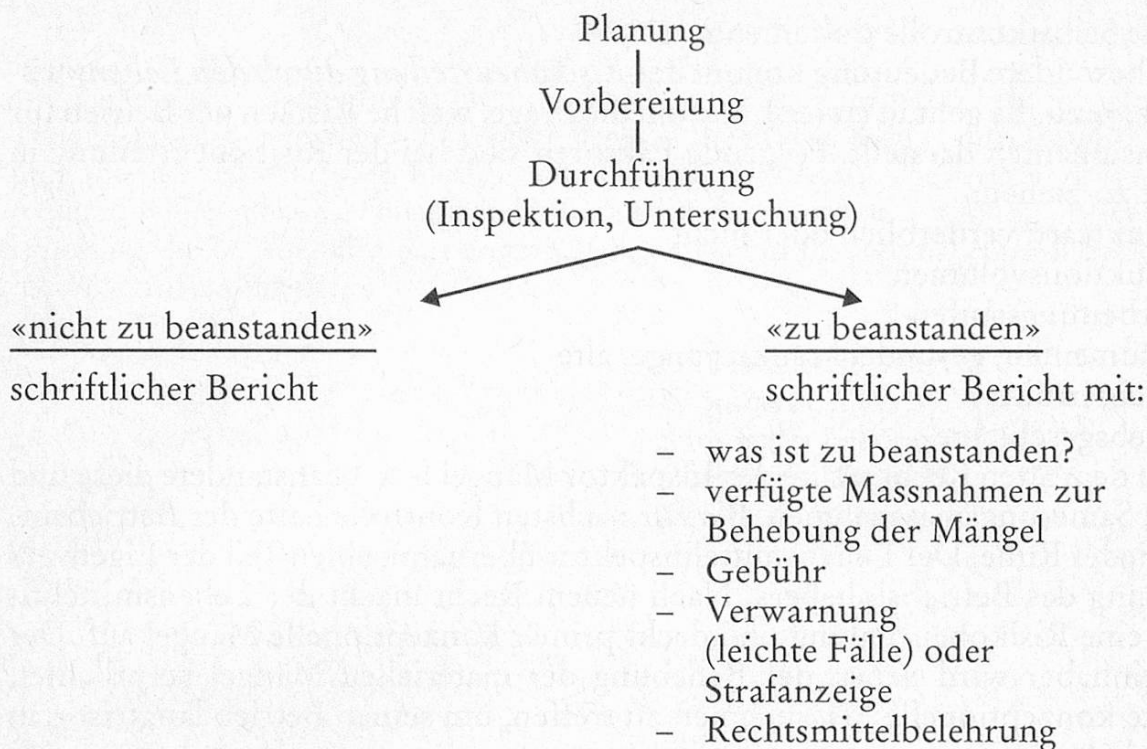 Planung
Vorbereitung
Durchführung
(Inspektion, Untersuchung)
«nicht zu beanstanden»
schriftlicher Bericht
«zu beanstanden»
schriftlicher Bericht mit:
– was ist zu beanstanden?
– verfügte Massnahmen zur
Behebung der Mängel
– Gebühr
– Verwarnung
(leichte Fälle) oder
Strafanzeige
– Rechtsmittelbelehrung